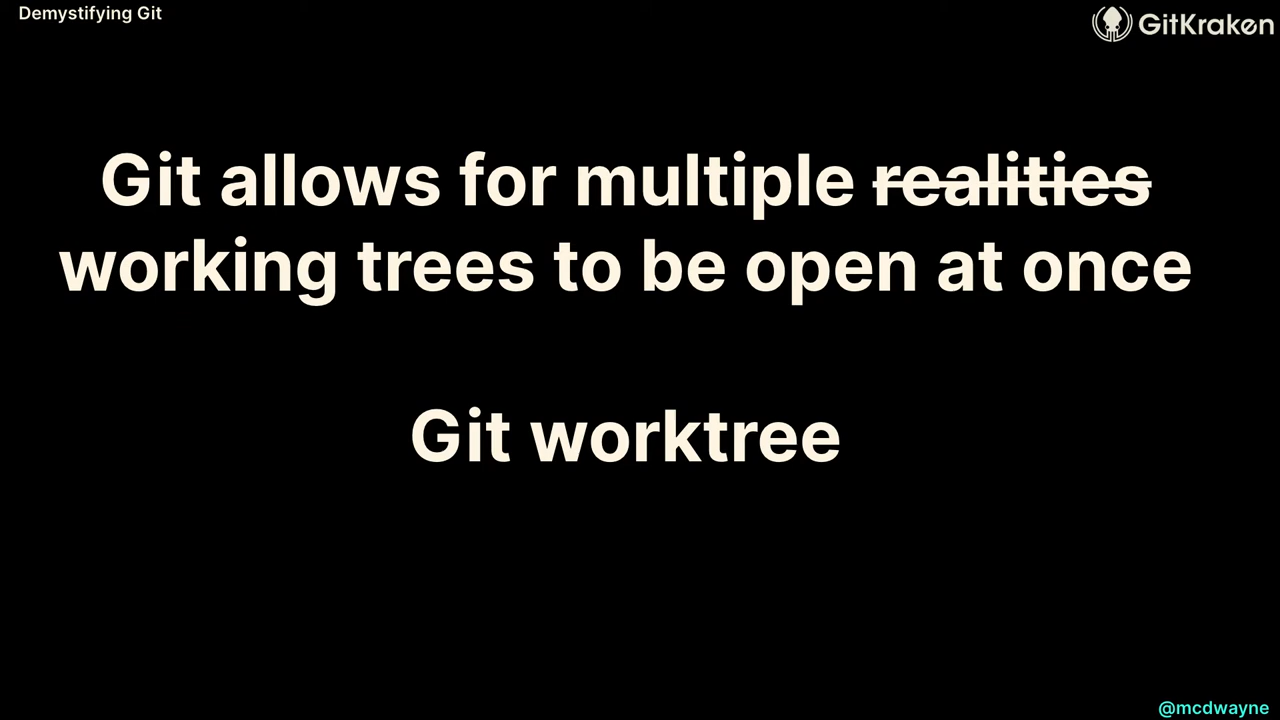 Demystifying Git
GitKraken
Git allows for multiple realities
working trees to be open at once
Git worktree
@mcdwayne